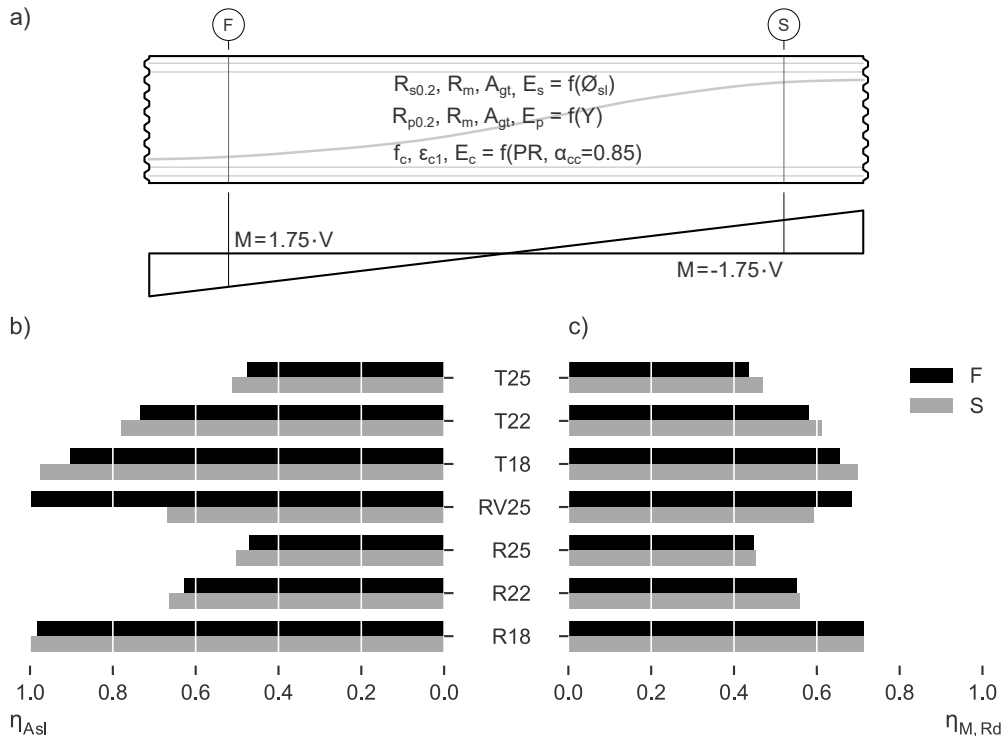 a)
F
S
R_s0.2, R_m, A_gt, E_s = f(Ø_sl)
R_p0.2, R_m, A_gt, E_p = f(Y)
f_c, ε_c1, E_c = f(PR, α_cc=0.85)
M=1.75·V
M=-1.75·V
b)
c)
T25
T22
T18
RV25
R25
R22
R18
F
S
1.0 0.8 0.6 0.4 0.2 0.0
0.0 0.2 0.4 0.6 0.8 1.0
η_Asl
η_M, Rd